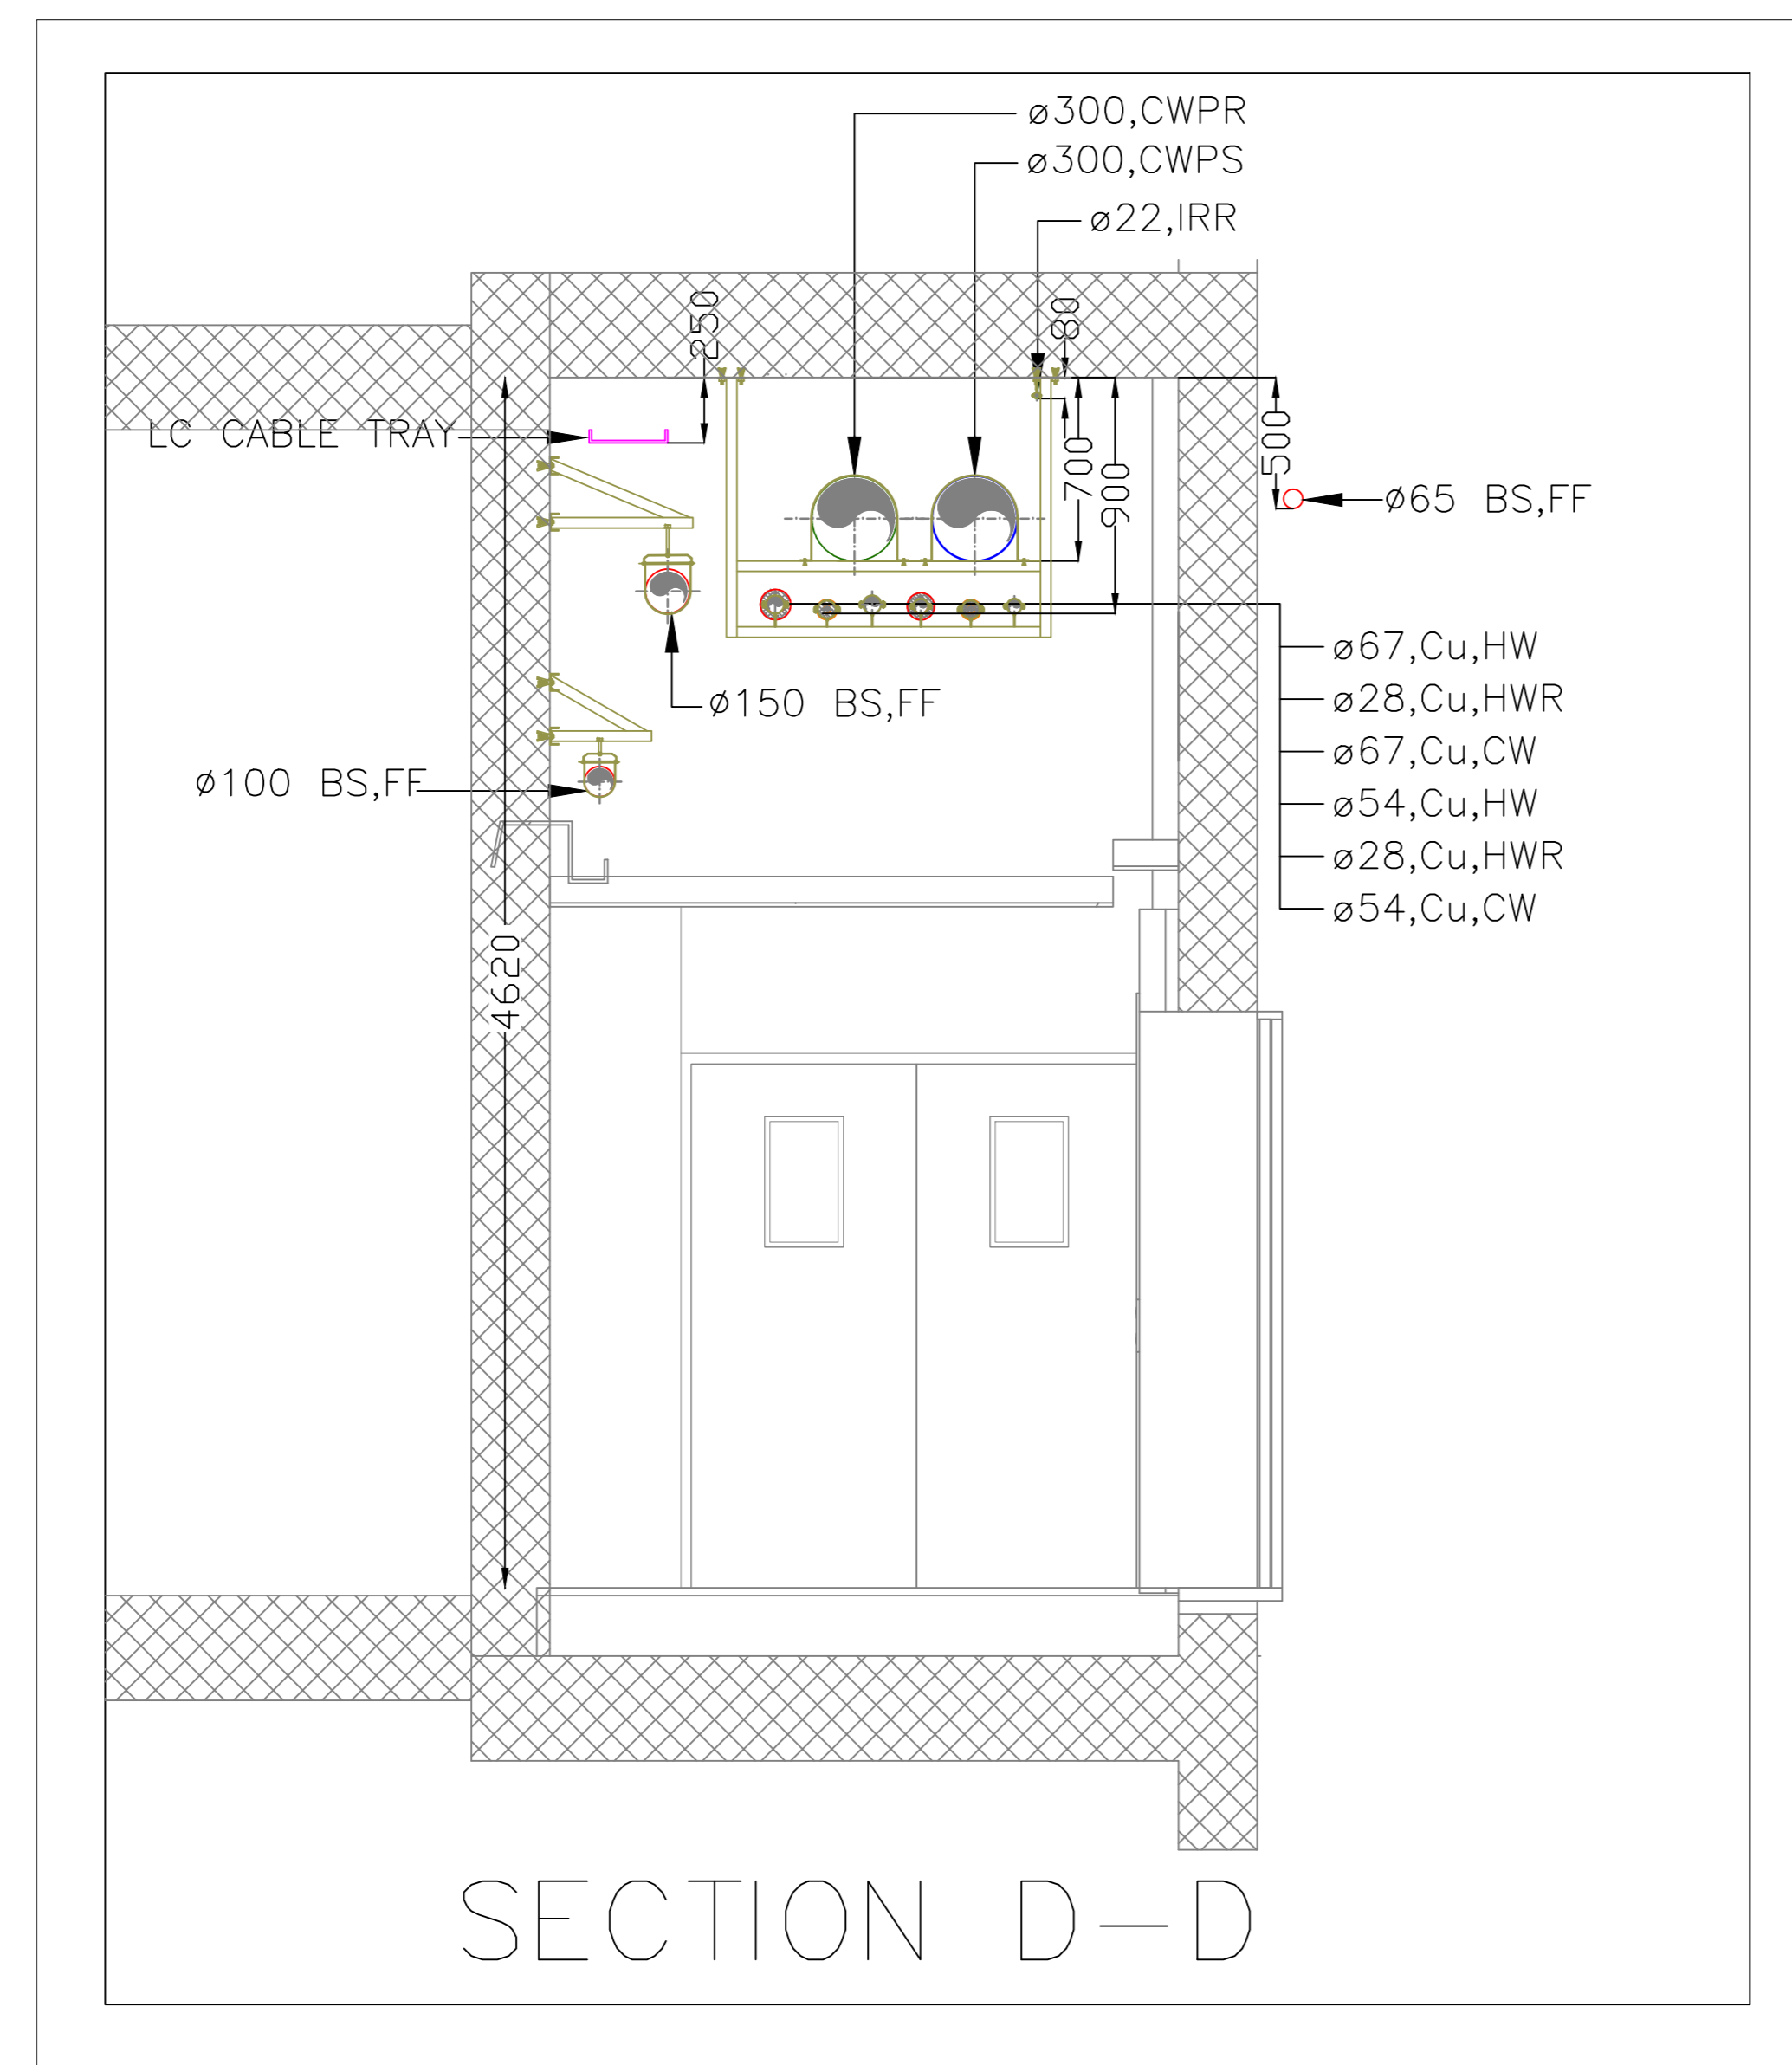 ø300,CWPR
ø300,CWPS
ø22,IRR
250
80
LC CABLE TRAY
700
900
500
ø65 BS,FF
ø67,Cu,HW
ø28,Cu,HWR
ø150 BS,FF
ø67,Cu,CW
ø100 BS,FF
ø54,Cu,HW
ø28,Cu,HWR
ø54,Cu,CW
4620
SECTION D-D